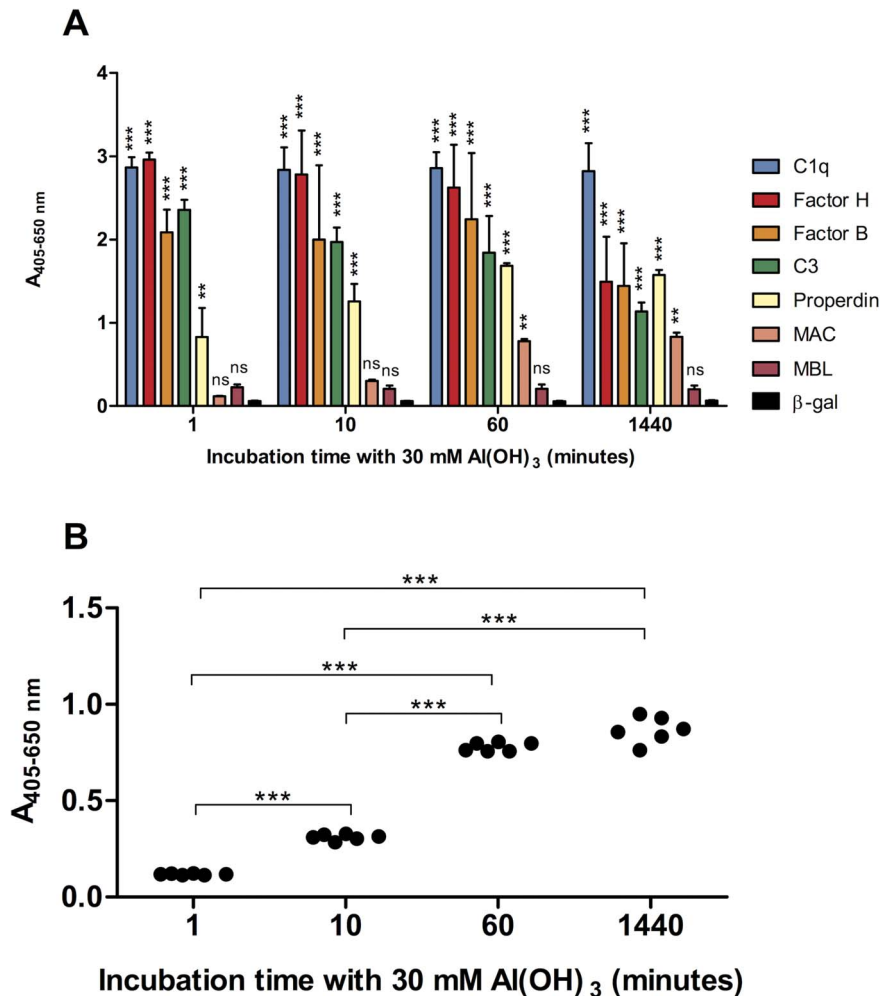 A
4
*** *** *** *** ** ns ns
*** *** *** *** *** ns ns
*** *** *** *** *** ** ns
*** *** *** *** *** ** ns
3
2
1
0
A405-650 nm
1 10 60 1440
Incubation time with 30 mM Al(OH)3 (minutes)
C1q
Factor H
Factor B
C3
Properdin
MAC
MBL
β-gal
B
***
***
***
***
***
1.5
1.0
0.5
0.0
A405-650 nm
1 10 60 1440
Incubation time with 30 mM Al(OH)3 (minutes)